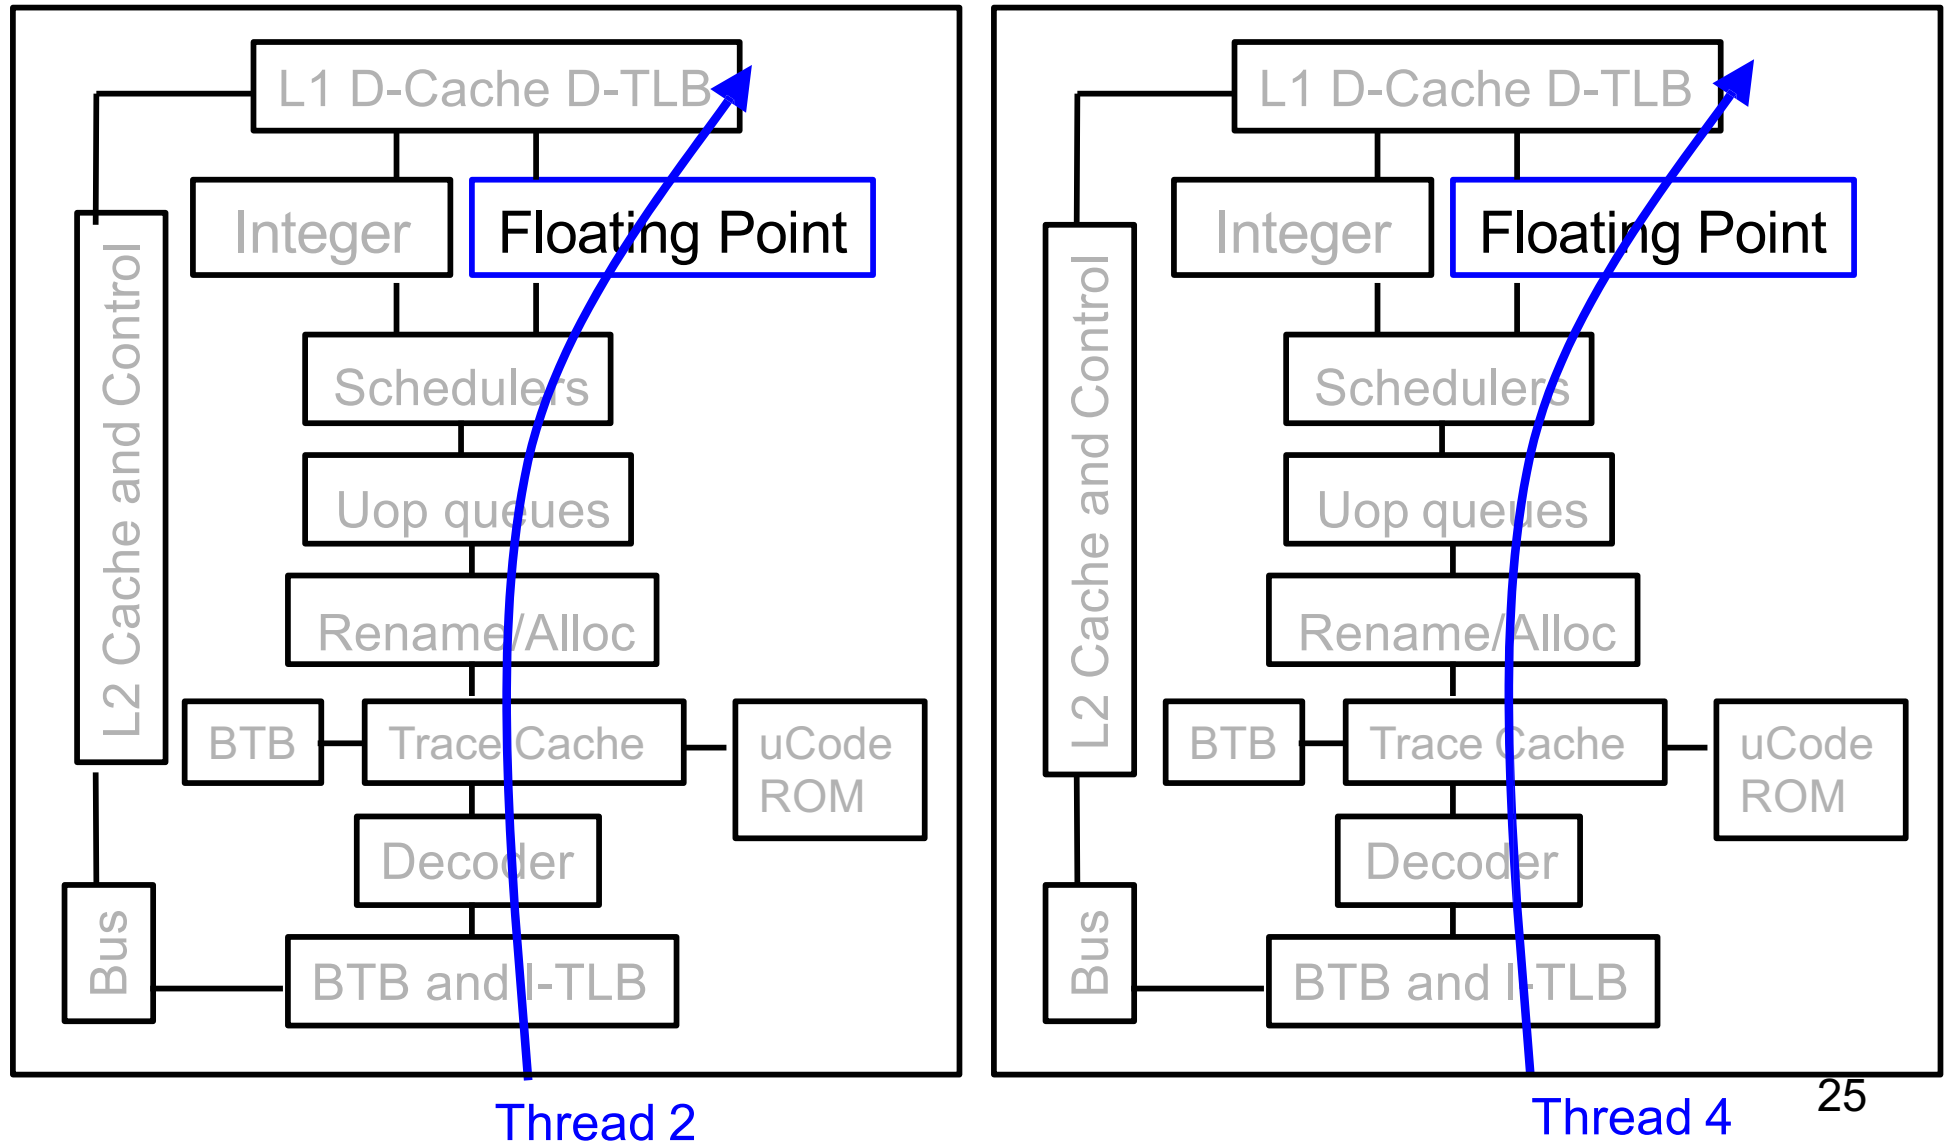 L1 D-Cache D-TLB
Integer
Floating Point
L2 Cache and Control
Schedulers
Uop queues
Rename/Alloc
BTB
Trace Cache
uCode
ROM
Decoder
Bus
BTB and I-TLB
Thread 2
L1 D-Cache D-TLB
Integer
Floating Point
L2 Cache and Control
Schedulers
Uop queues
Rename/Alloc
BTB
Trace Cache
uCode
ROM
Decoder
Bus
BTB and I-TLB
Thread 4
25